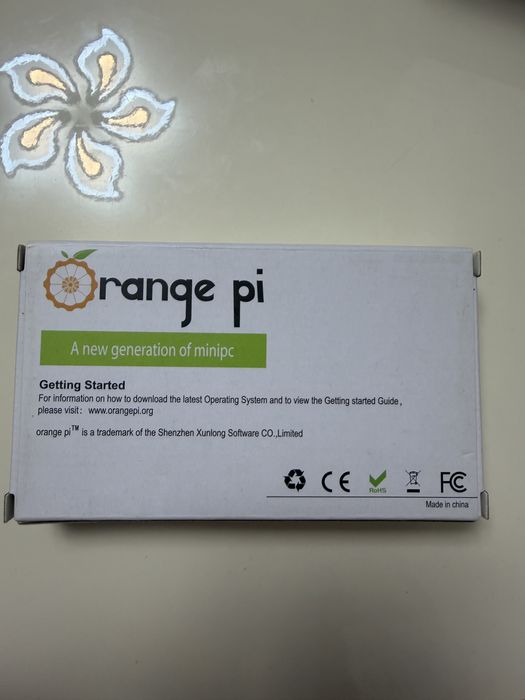 orange pi
A new generation of minipc
Getting Started
For information on how to download the latest Operating System and to view the Getting started Guide,
please visit: www.orangepi.org
orange pi™ is a trademark of the Shenzhen Xunlong Software CO.,Limited
CE RoHS FC
Made in china